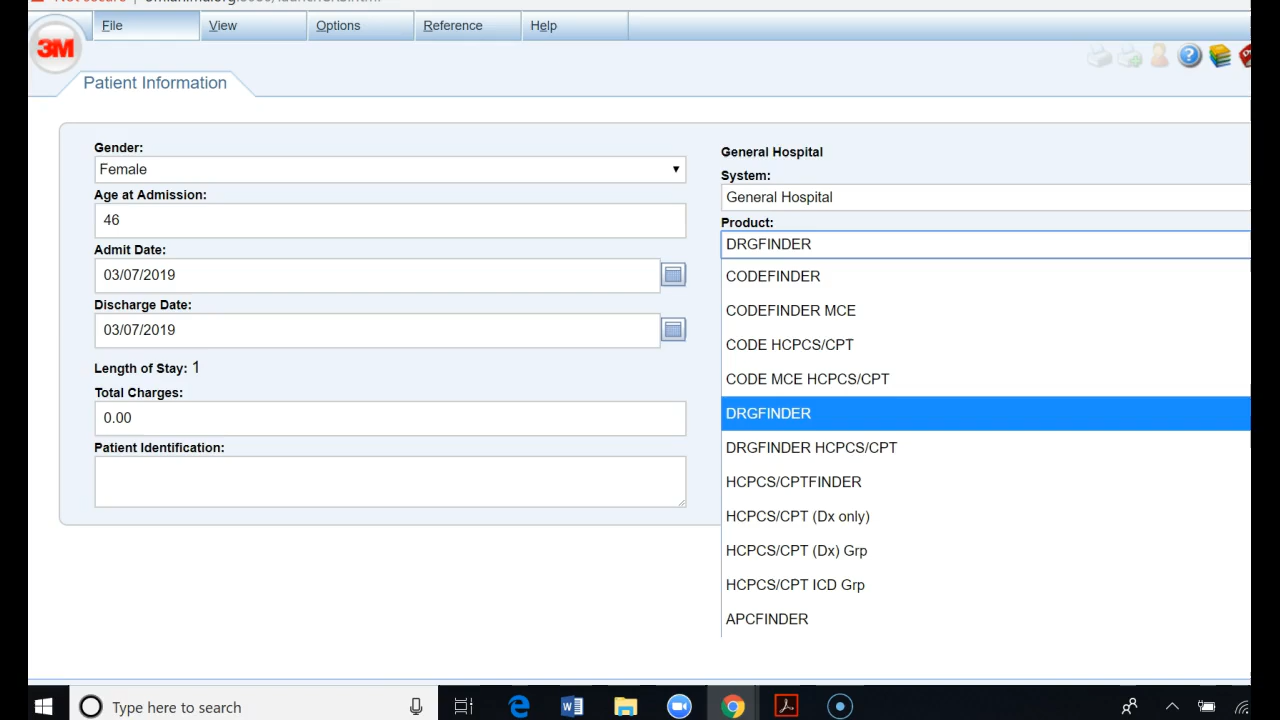 File
View
Options
Reference
Help
3M
Patient Information
Gender:
Female
Age at Admission:
46
Admit Date:
03/07/2019
Discharge Date:
03/07/2019
Length of Stay: 1
Total Charges:
0.00
Patient Identification:
General Hospital
System:
General Hospital
Product:
DRGFINDER
CODEFINDER
CODEFINDER MCE
CODE HCPCS/CPT
CODE MCE HCPCS/CPT
DRGFINDER
DRGFINDER HCPCS/CPT
HCPCS/CPTFINDER
HCPCS/CPT (Dx only)
HCPCS/CPT (Dx) Grp
HCPCS/CPT ICD Grp
APCFINDER
Type here to search